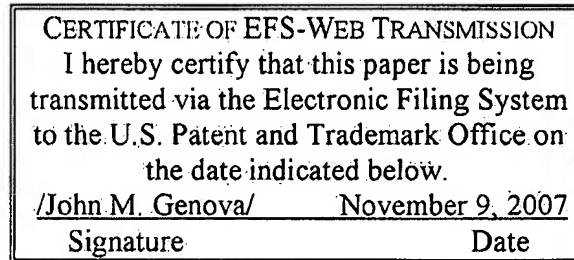 CERTIFICATE OF EFS-WEB TRANSMISSION
I hereby certify that this paper is being
transmitted via the Electronic Filing System
to the U.S. Patent and Trademark Office on
the date indicated below.
/John M. Genova/ November 9, 2007
Signature Date